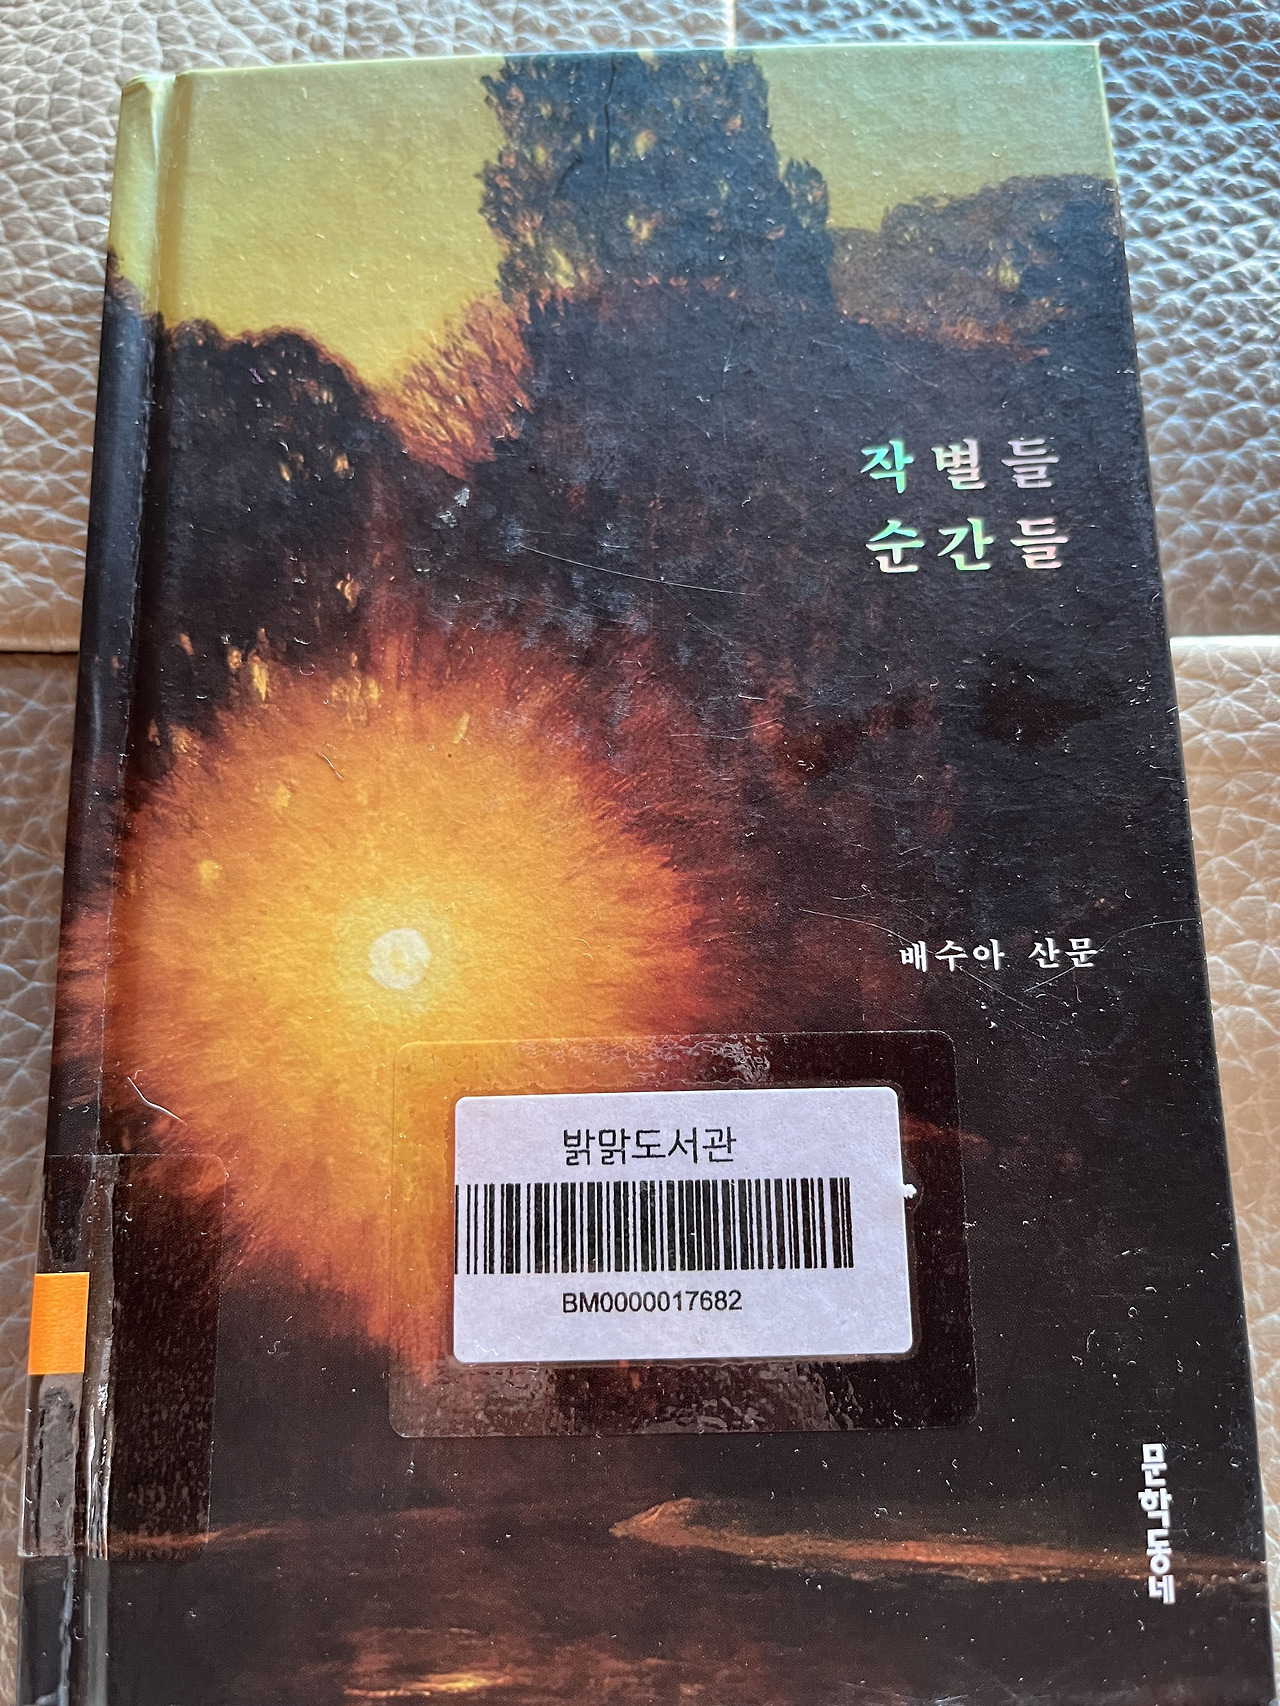 작별들
순간들
배수아 산문
밝맑도서관
BM0000017682
문학동네